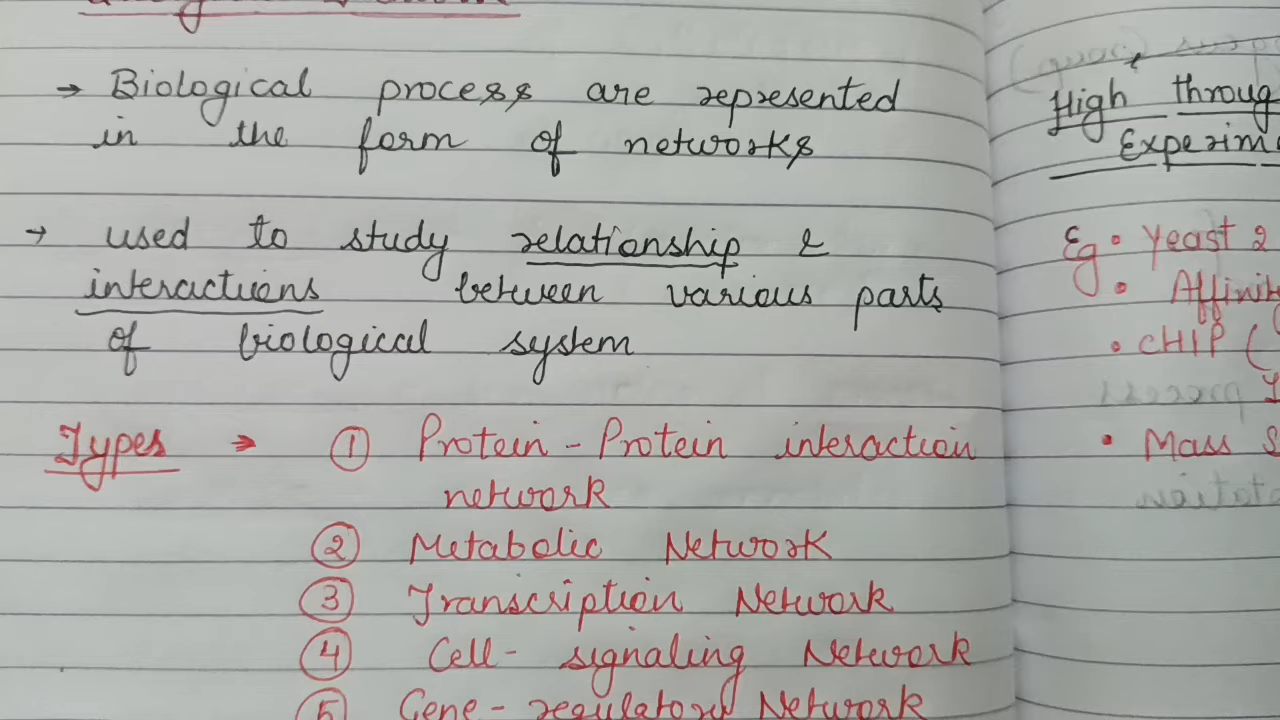 → Biological process are represented
in the form of networks
→ used to study relationship &
interactions between various parts
of biological system
Types → ① Protein - Protein interaction
network
② Metabolic Network
③ Transcription Network
④ Cell - signaling Network
⑤ Gene - regulatory Network
High throug
Experim
Eg • Yeast 2
• Affinit
• CHIP (
• Mass S